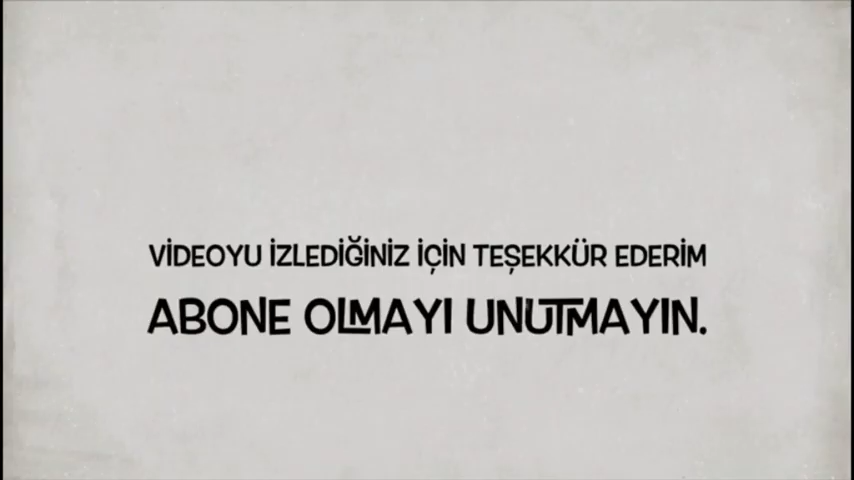 VİDEOYU İZLEDİĞİNİZ İÇİN TEŞEKKÜR EDERİM
ABONE OLMAYI UNUTMAYIN.